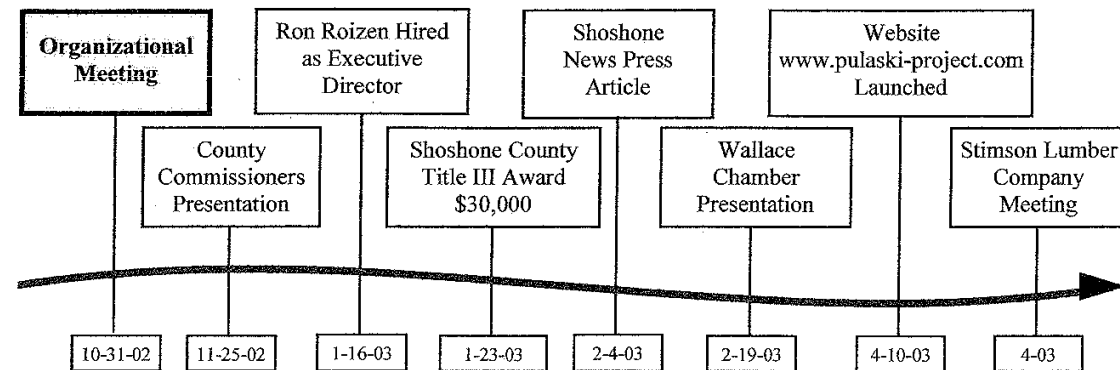 Organizational
Meeting
Ron Roizen Hired
as Executive
Director
Shoshone
News Press
Article
Website
www.pulaski-project.com
Launched
County
Commissioners
Presentation
Shoshone County
Title III Award
$30,000
Wallace
Chamber
Presentation
Stimson Lumber
Company
Meeting
10-31-02
11-25-02
1-16-03
1-23-03
2-4-03
2-19-03
4-10-03
4-03